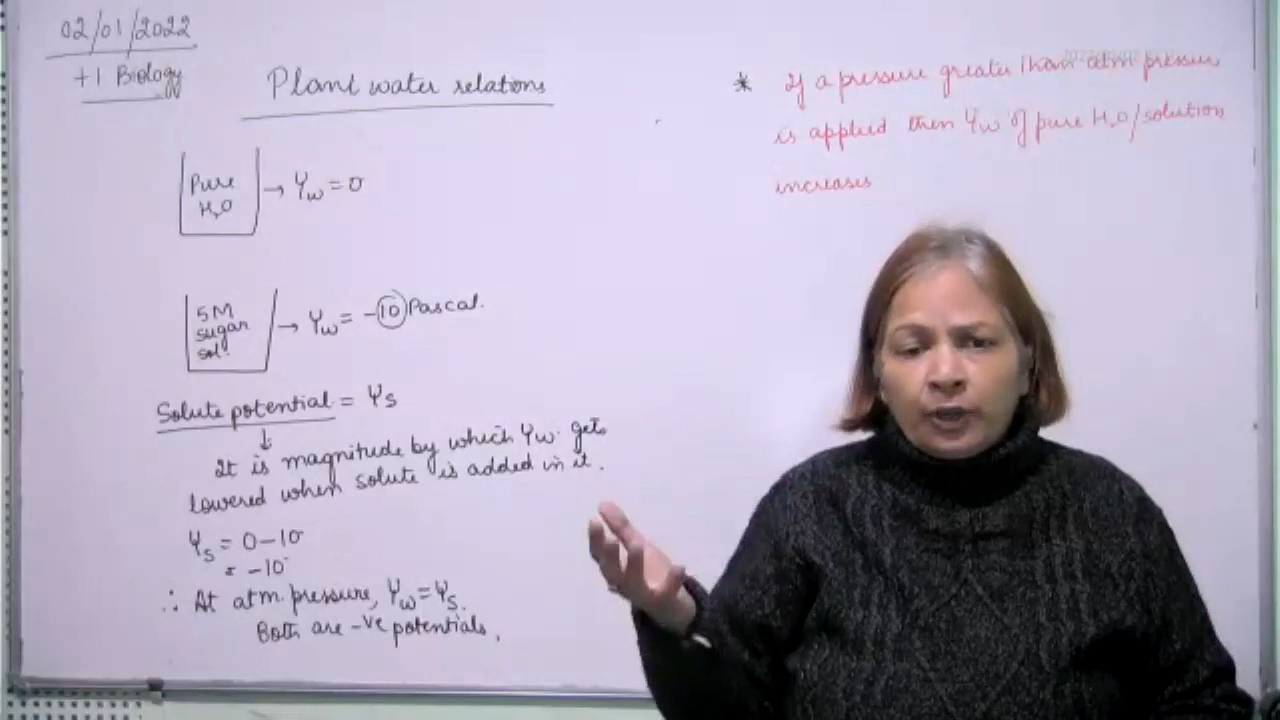 02/01/2022
+1 Biology
Plant water relations
Pure
H2O
→ Ψw = 0
5M
sugar
sol.
→ Ψw = -10 Pascal.
Solute potential = Ψs
↓
It is magnitude by which Ψw gets
lowered when solute is added in it.
Ψs = 0-10
= -10
∴ At atm. pressure, Ψw = Ψs.
Both are -ve potentials.
* If a pressure greater than atm pressure
is applied then Ψw of pure H2O/solution
increases